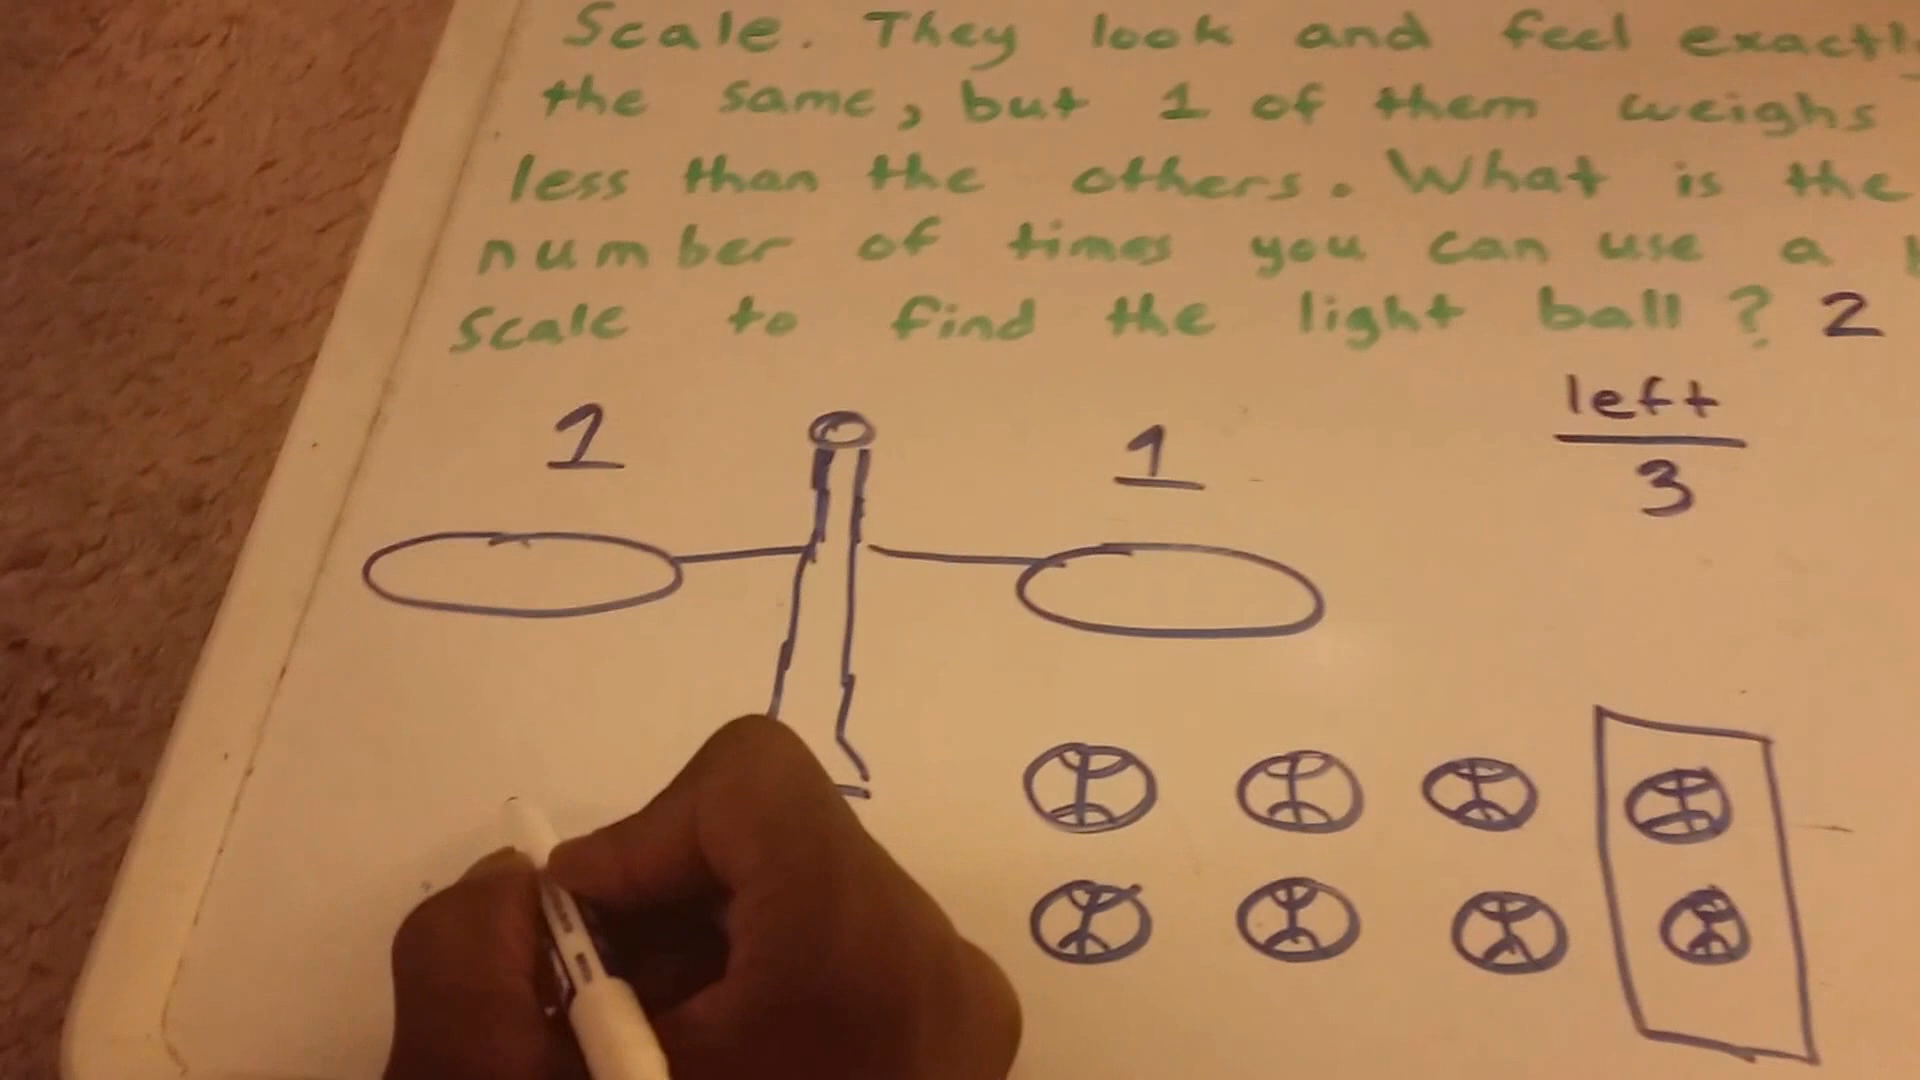 Scale. They look and feel
the same, but 1 of them weighs
less than the others. What is the
number of times you can use a
Scale to find the light ball? 2
left
1 1
3